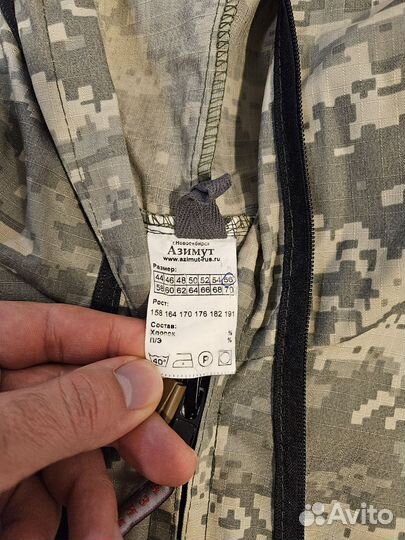 г.Новосибирск
Азимут
www.azimut-rus.ru
Размер:
44 46 48 50 52 54 56
58 60 62 64 66 68 70
Рост:
158 164 170 176 182 191
Состав:
Хлопок %
П/Э %
40° P
Avito